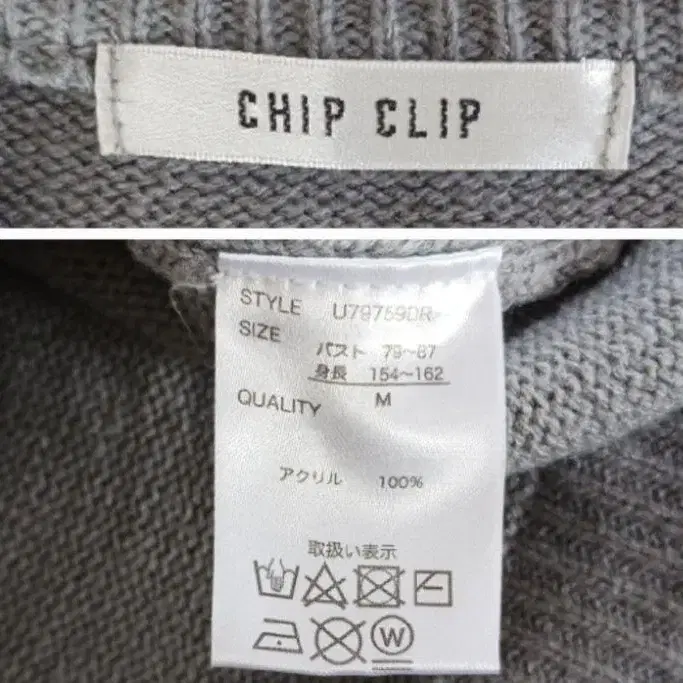 CHIP CLIP
STYLE U79759DR
SIZE
バスト 79~87
身長 154~162
QUALITY M
アクリル 100%
取扱い表示
W